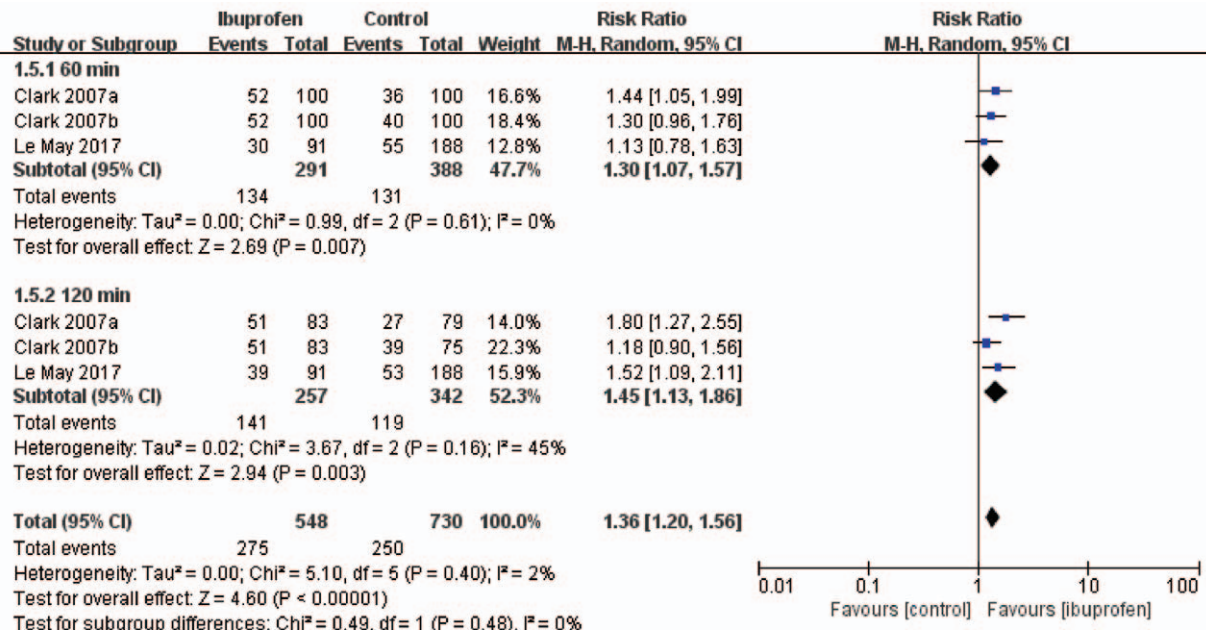 Ibuprofen Control Risk Ratio Risk Ratio
Study or Subgroup Events Total Events Total Weight M-H, Random, 95% CI M-H, Random, 95% CI
1.5.1 60 min
Clark 2007a 52 100 36 100 16.6% 1.44 [1.05, 1.99]
Clark 2007b 52 100 40 100 18.4% 1.30 [0.96, 1.76]
Le May 2017 30 91 55 188 12.8% 1.13 [0.78, 1.63]
Subtotal (95% CI) 291 388 47.7% 1.30 [1.07, 1.57]
Total events 134 131
Heterogeneity: Tau² = 0.00; Chi² = 0.99, df = 2 (P = 0.61); I² = 0%
Test for overall effect: Z = 2.69 (P = 0.007)
1.5.2 120 min
Clark 2007a 51 83 27 79 14.0% 1.80 [1.27, 2.55]
Clark 2007b 51 83 39 75 22.3% 1.18 [0.90, 1.56]
Le May 2017 39 91 53 188 15.9% 1.52 [1.09, 2.11]
Subtotal (95% CI) 257 342 52.3% 1.45 [1.13, 1.86]
Total events 141 119
Heterogeneity: Tau² = 0.02; Chi² = 3.67, df = 2 (P = 0.16); I² = 45%
Test for overall effect: Z = 2.94 (P = 0.003)
Total (95% CI) 548 730 100.0% 1.36 [1.20, 1.56]
Total events 275 250
Heterogeneity: Tau² = 0.00; Chi² = 5.10, df = 5 (P = 0.40); I² = 2%
Test for overall effect: Z = 4.60 (P < 0.00001)
Test for subgroup differences: Chi² = 0.49, df = 1 (P = 0.48), I² = 0%
0.01 0.1 1 10 100
Favours [control] Favours [ibuprofen]